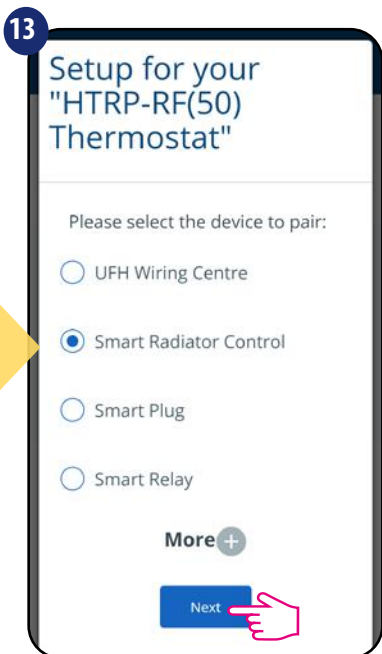 13
Setup for your
"HTRP-RF(50)
Thermostat"
Please select the device to pair:
UFH Wiring Centre
Smart Radiator Control
Smart Plug
Smart Relay
More
Next